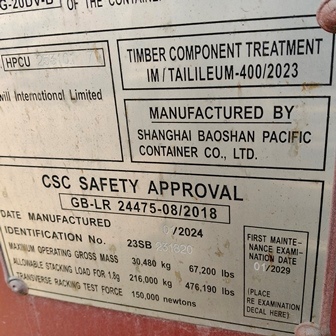 G-20DV-B OF THE CONTAINER
HPCU
will International Limited
TIMBER COMPONENT TREATMENT
IM / TAILILEUM-400/2023
MANUFACTURED BY
SHANGHAI BAOSHAN PACIFIC
CONTAINER CO., LTD.
CSC SAFETY APPROVAL
GB-LR 24475-08/2018
DATE MANUFACTURED /2024
IDENTIFICATION No. 23SB
MAXIMUM OPERATING GROSS MASS 30,480 kg 67,200 lbs
ALLOWABLE STACKING LOAD FOR 1.8g 216,000 kg 476,190 lbs
TRANSVERSE RACKING TEST FORCE 150,000 newtons
FIRST MAINTE-
NANCE EXAMI-
NATION DATE
01/2029
(PLACE
RE EXAMINATION
DECAL HERE)